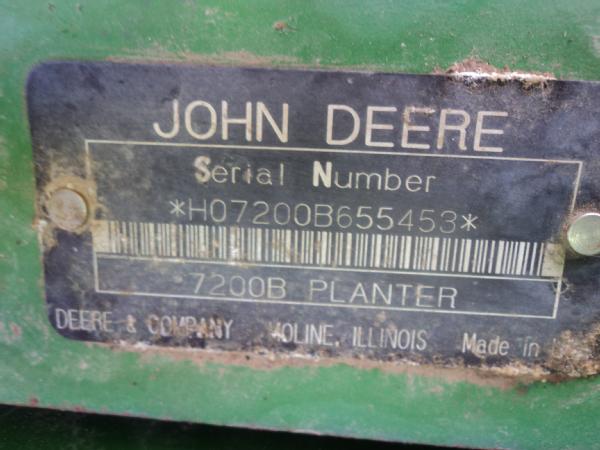 JOHN DEERE
Serial Number
*H07200B655453*
7200B PLANTER
DEERE & COMPANY MOLINE, ILLINOIS Made in